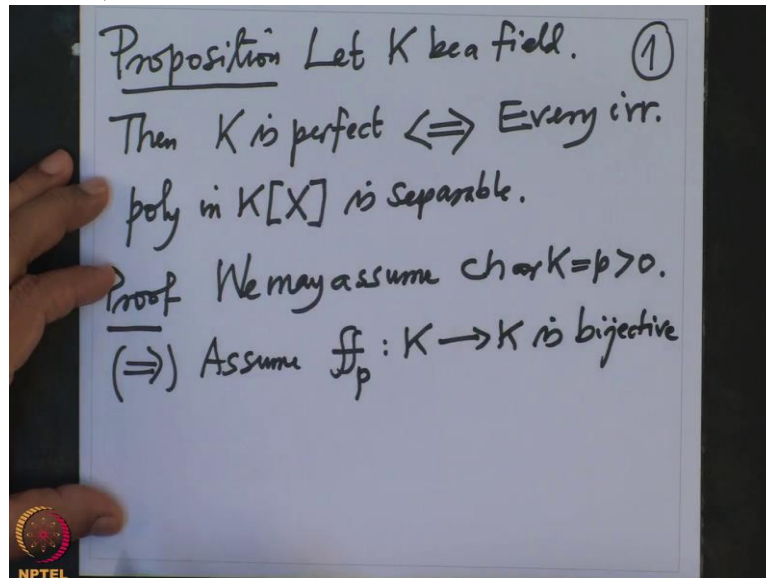 Proposition Let K be a field. 1
Then K is perfect <=> Every irr.
poly in K[X] is separable.
Proof We may assume char K=p>0.
(=>) Assume f_p : K → K is bijective
NPTEL